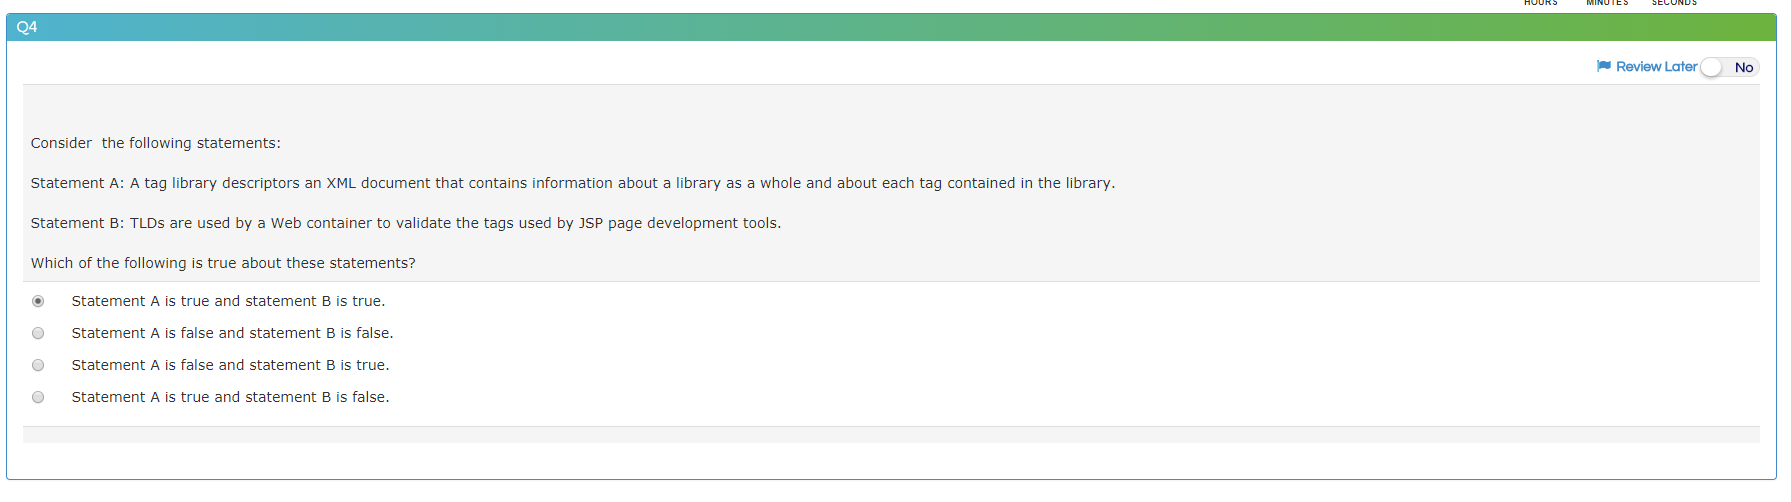 HOURS MINUTES SECONDS
Q4
Review Later No
Consider the following statements:
Statement A: A tag library descriptors an XML document that contains information about a library as a whole and about each tag contained in the library.
Statement B: TLDs are used by a Web container to validate the tags used by JSP page development tools.
Which of the following is true about these statements?
Statement A is true and statement B is true.
Statement A is false and statement B is false.
Statement A is false and statement B is true.
Statement A is true and statement B is false.